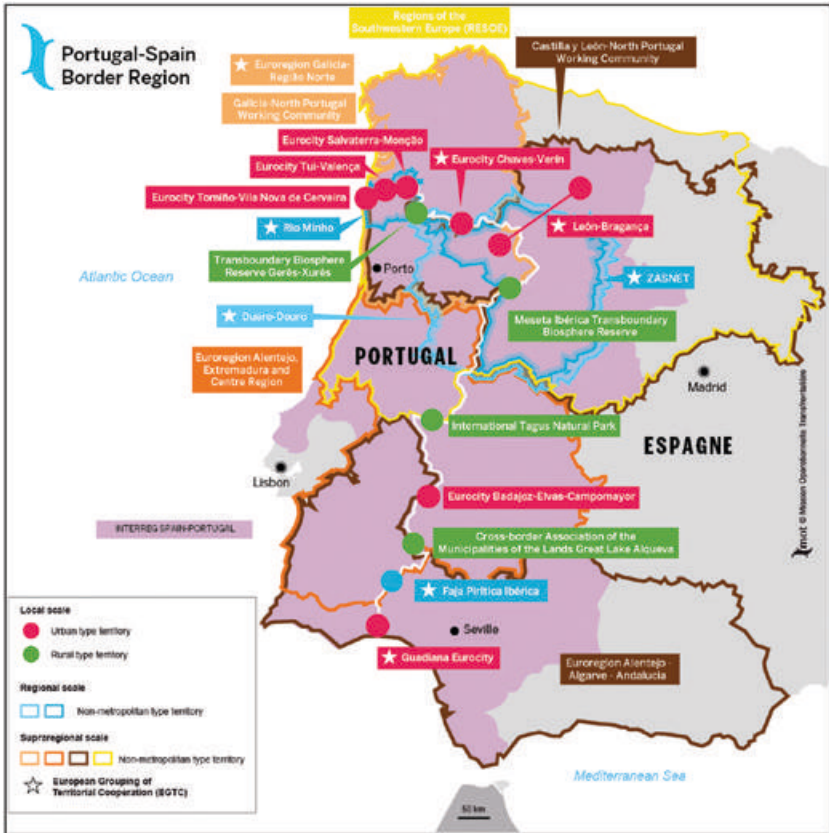 Portugal-Spain
Border Region
Regions of the
Southwestern Europe (RESOE)
Castilla y León-North Portugal
Working Community
Euroregion Galicia-
Região Norte
Galicia-North Portugal
Working Community
Eurocity Salvaterra-Monção
Eurocity Tui-Valença
Eurocity Chaves-Verín
Eurocity Tomiño-Vila Nova de Cerveira
Rio Minho
León-Bragança
Transboundary Biosphere
Reserve Gerês-Xurés
Atlantic Ocean
Porto
ZASNET
Duero-Douro
Meseta Ibérica Transboundary
Biosphere Reserve
PORTUGAL
Euroregion Alentejo,
Extremadura and
Centre Region
Madrid
International Tagus Natural Park
ESPAGNE
Lisbon
Eurocity Badajoz-Elvas-Campomayor
INTERREG SPAIN-PORTUGAL
Cross-border Association of the
Municipalities of the Lands Great Lake Alqueva
mot © Mission Opérationnelle Transfrontalière
Faja Pirítica Ibérica
Seville
Guadiana Eurocity
Euroregion Alentejo -
Algarve - Andalucia
Mediterranean Sea
50 km
Local scale
Urban type territory
Rural type territory
Regional scale
Non-metropolitan type territory
Supraregional scale
Non-metropolitan type territory
European Grouping of
Territorial Cooperation (EGTC)